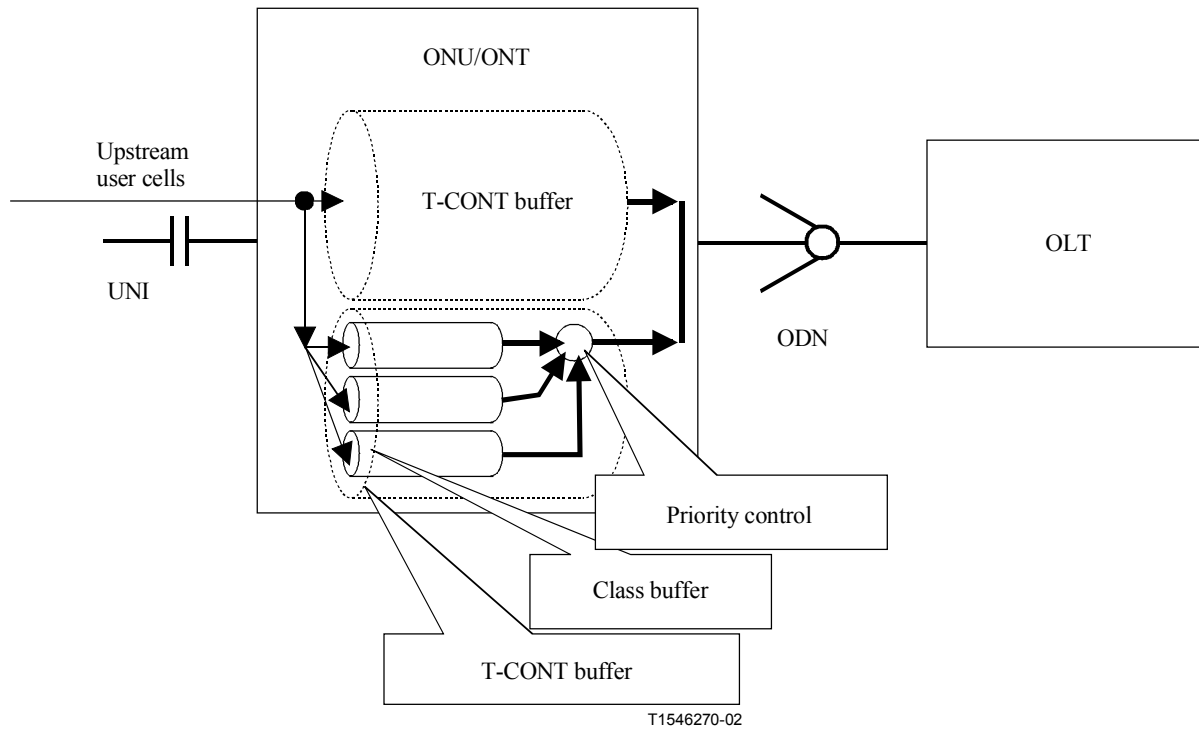 ONU/ONT
Upstream
user cells
T-CONT buffer
UNI
ODN
OLT
Priority control
Class buffer
T-CONT buffer
T1546270-02